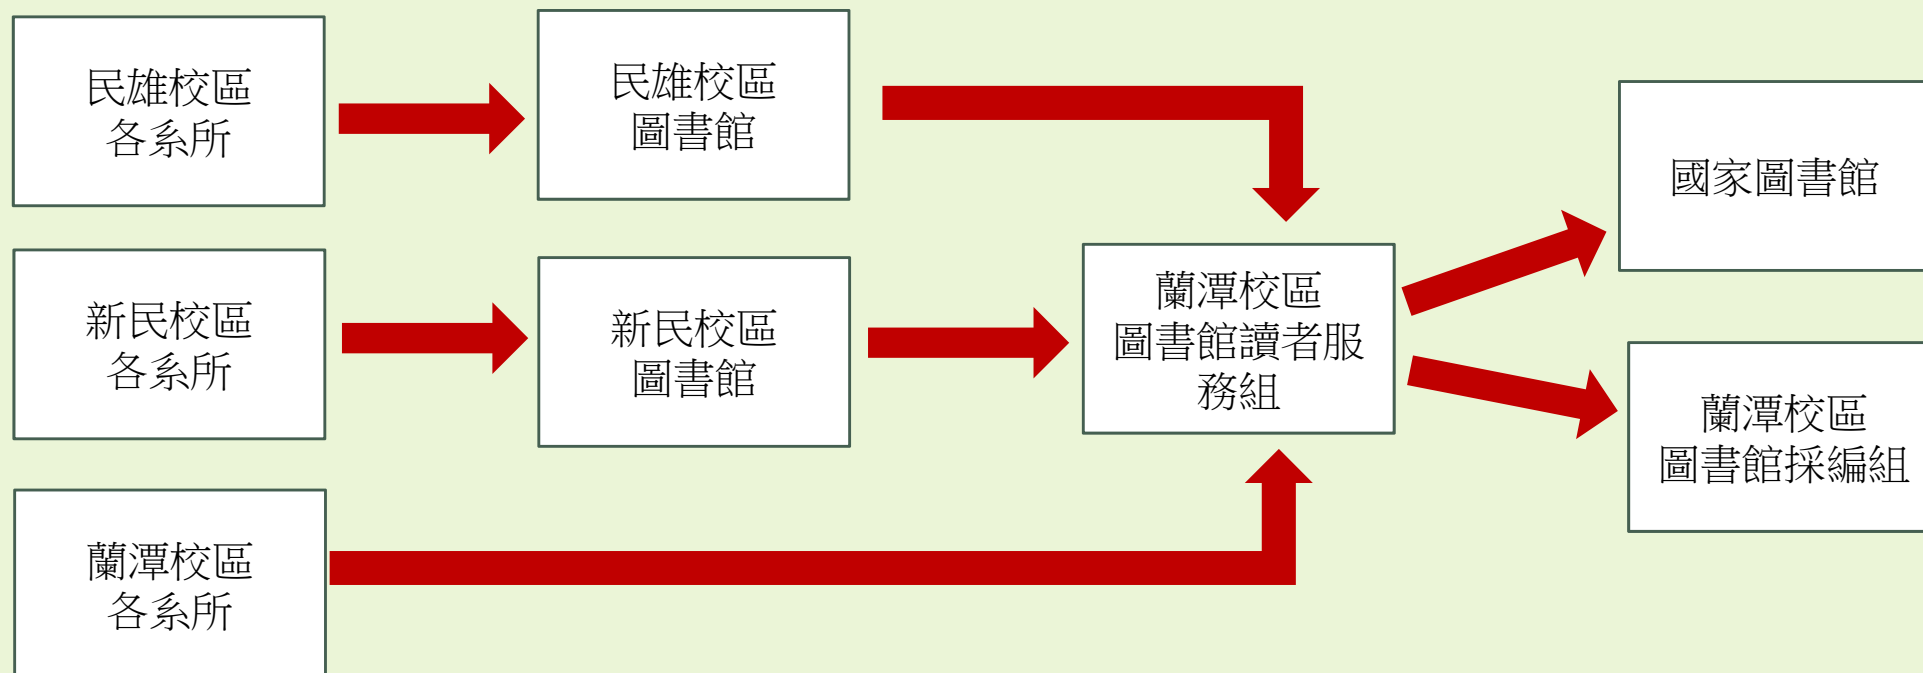 民雄校區
各系所
民雄校區
圖書館
國家圖書館
新民校區
各系所
新民校區
圖書館
蘭潭校區
圖書館讀者服
務組
蘭潭校區
圖書館採編組
蘭潭校區
各系所